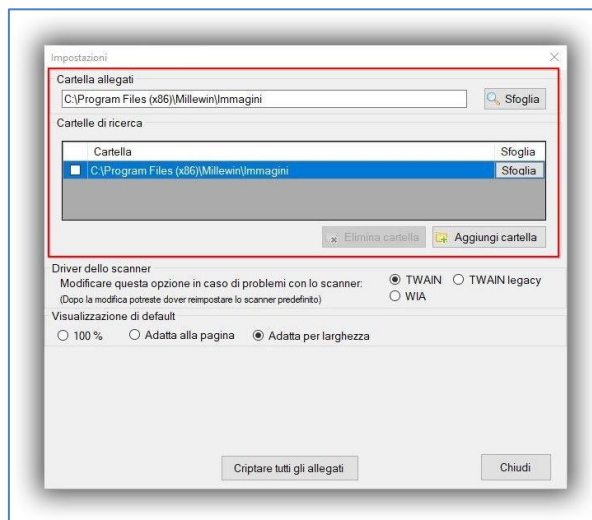 Impostazioni
Cartella allegati
C:\Program Files (x86)\Millewin\Immagini
Sfoglia
Cartelle di ricerca
Cartella Sfoglia
C:\Program Files (x86)\Millewin\Immagini Sfoglia
Elimina cartella Aggiungi cartella
Driver dello scanner
Modificare questa opzione in caso di problemi con lo scanner: TWAIN TWAIN legacy
(Dopo la modifica potreste dover reimpostare lo scanner predefinito) WIA
Visualizzazione di default
100 % Adatta alla pagina Adatta per larghezza
Criptare tutti gli allegati Chiudi